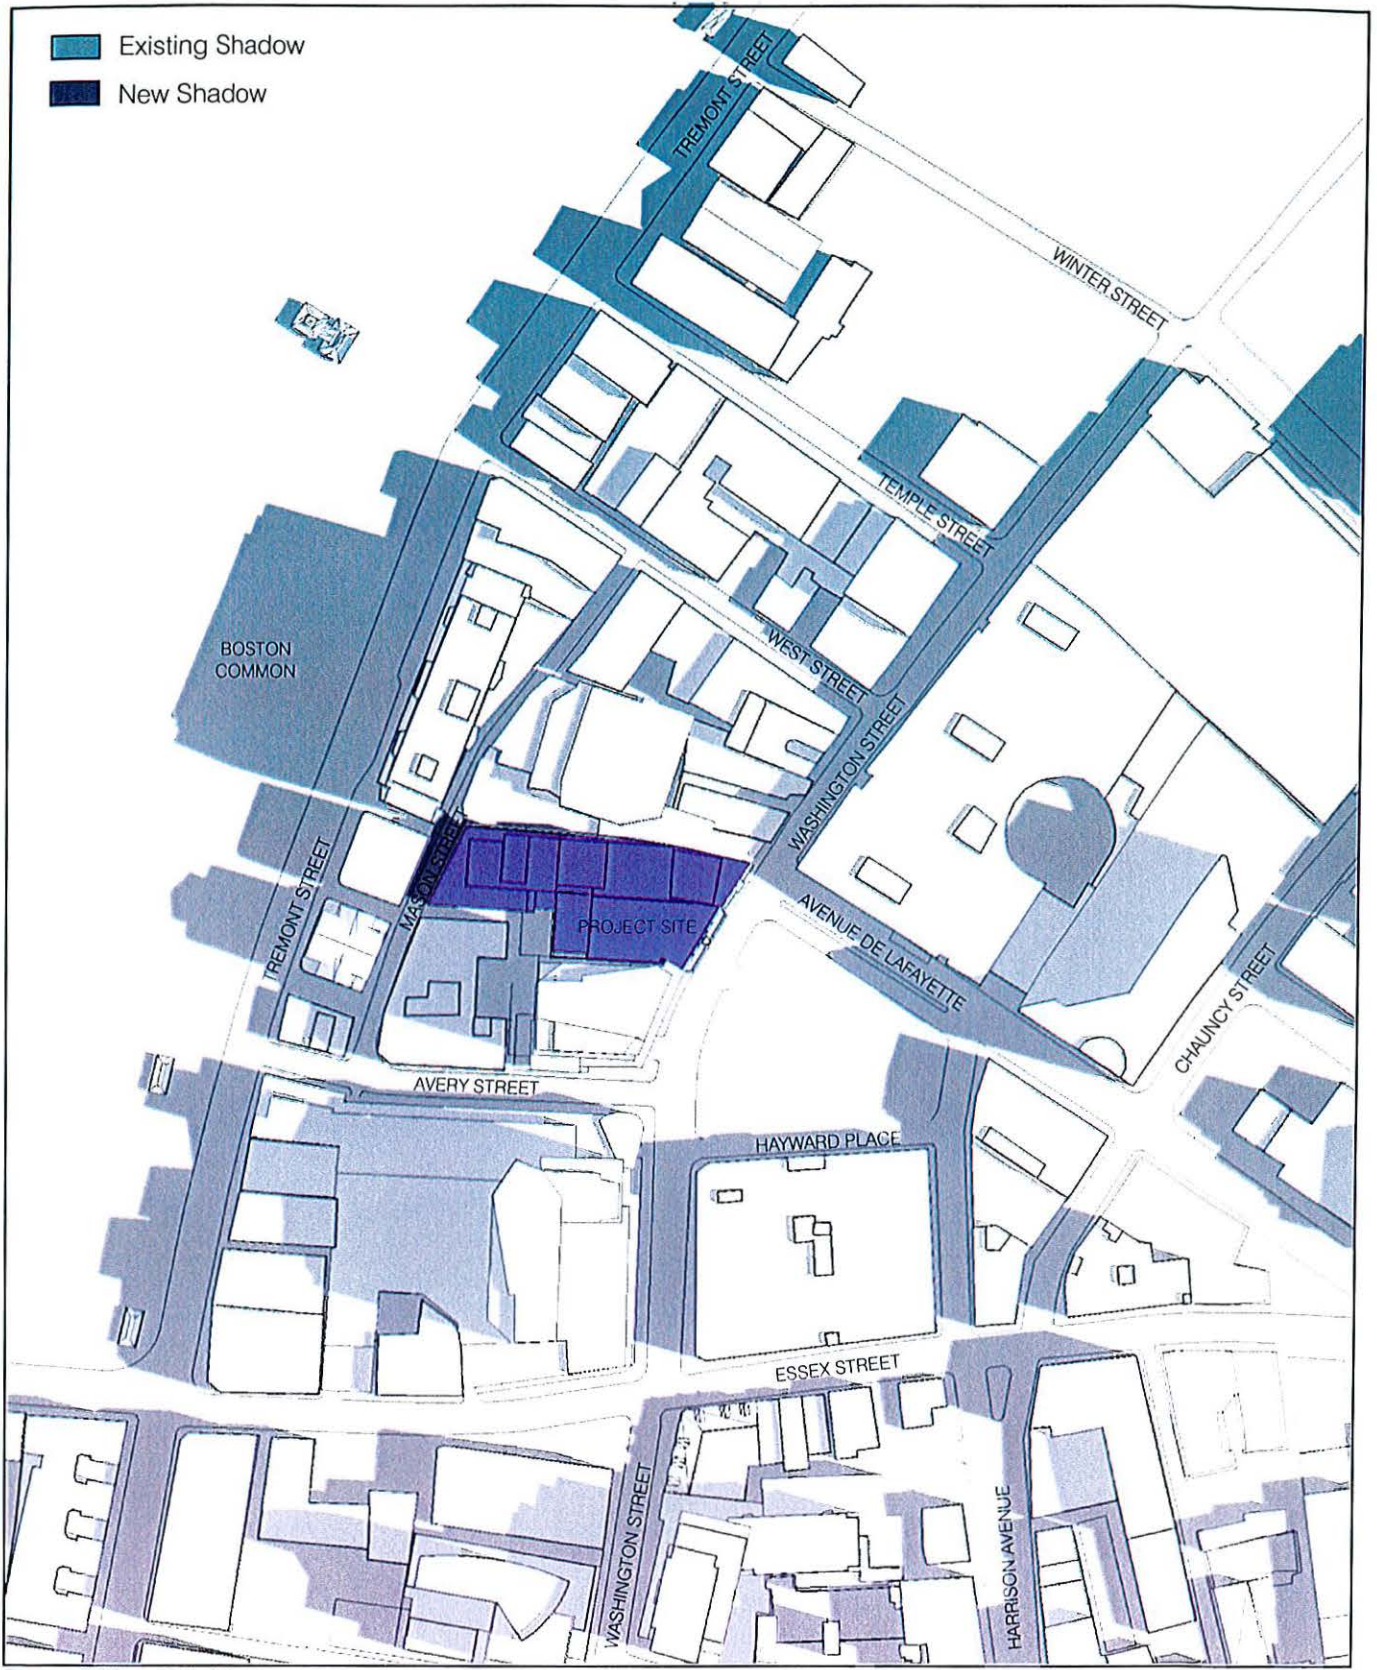 Existing Shadow
New Shadow
TREMONT STREET
WINTER STREET
TEMPLE STREET
BOSTON
COMMON
WEST STREET
WASHINGTON STREET
MASON STREET
TREMONT STREET
PROJECT SITE
AVENUE DE LAFAYETTE
CHAUNCY STREET
AVERY STREET
HAYWARD PLACE
ESSEX STREET
WASHINGTON STREET
HARRISON AVENUE